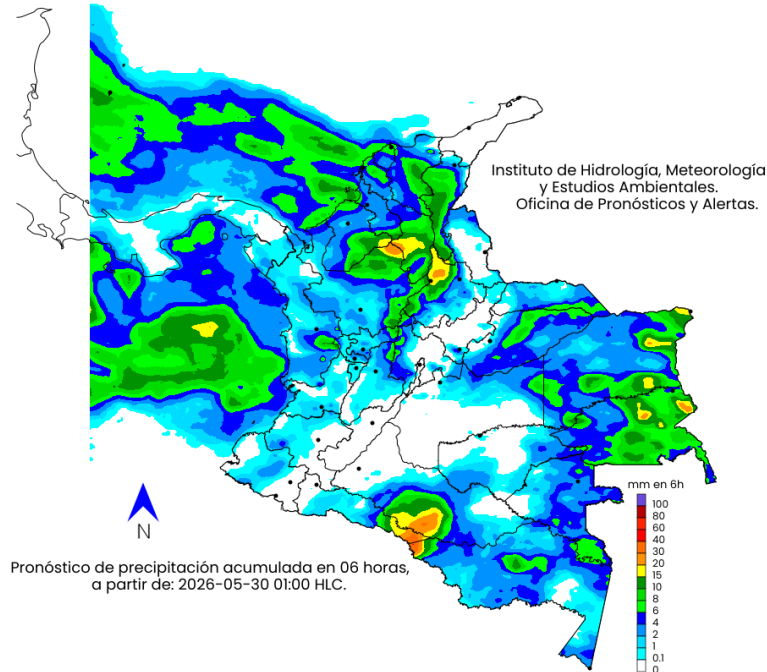 Instituto de Hidrología, Meteorología
y Estudios Ambientales.
Oficina de Pronósticos y Alertas.
mm en 6h
100
80
60
40
30
20
15
10
8
6
4
2
1
0.1
0
N
Pronóstico de precipitación acumulada en 06 horas,
a partir de: 2026-05-30 01:00 HLC.